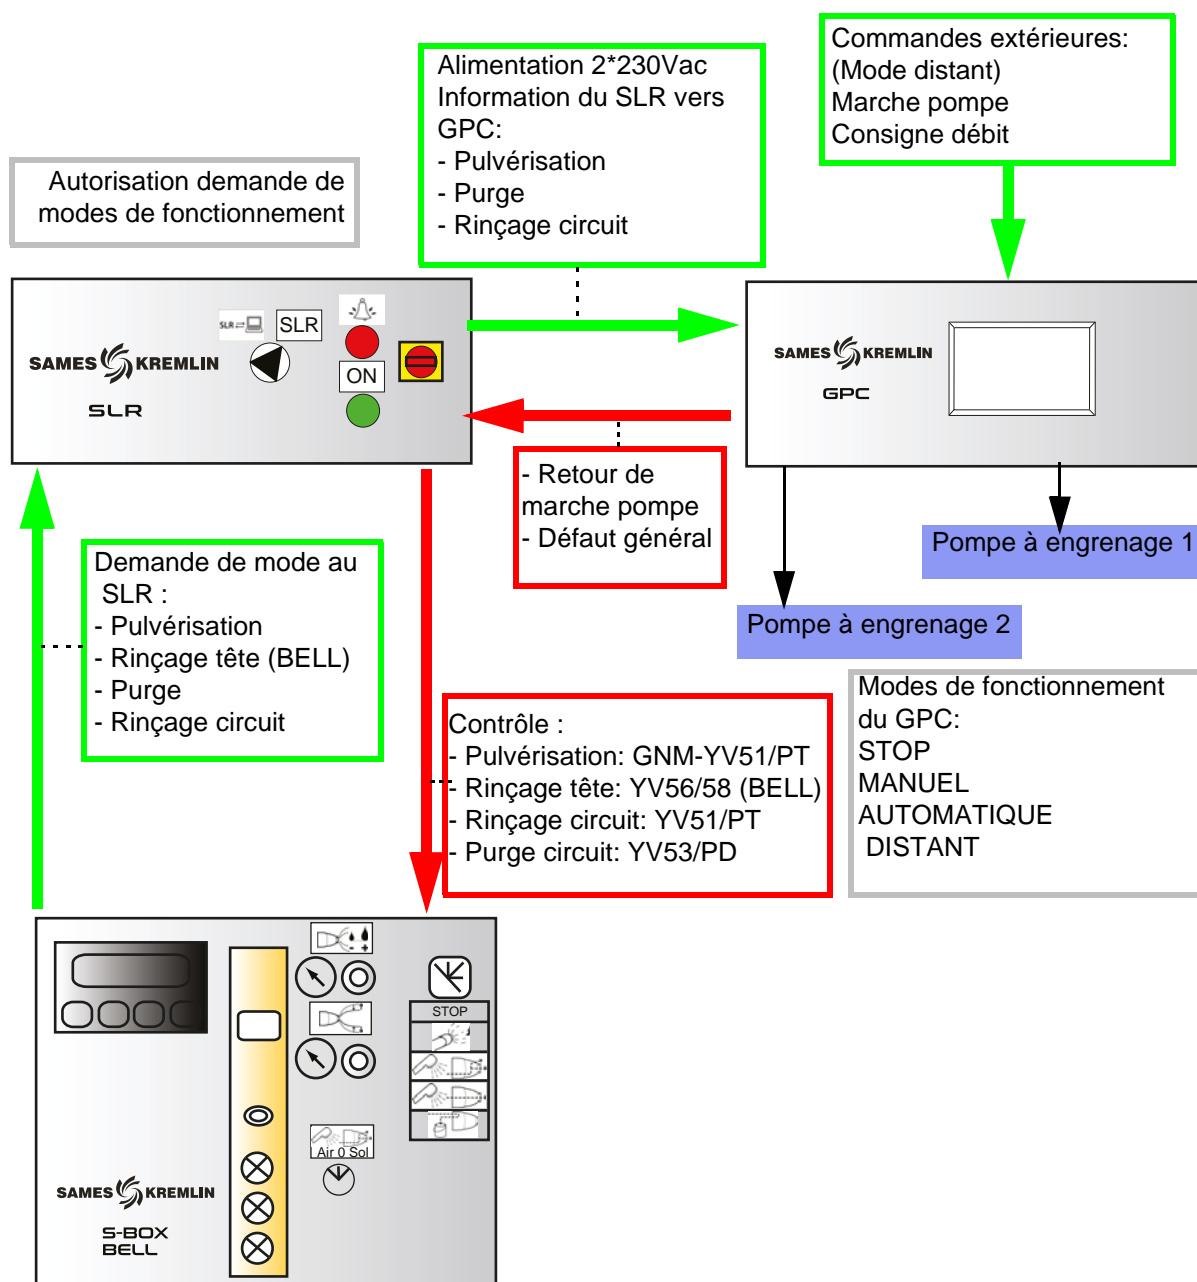 Alimentation 2*230Vac
Information du SLR vers
GPC:
- Pulvérisation
- Purge
- Rinçage circuit
Commandes extérieures:
(Mode distant)
Marche pompe
Consigne débit
Autorisation demande de
modes de fonctionnement
SLR
SLR
ON
SAMES KREMLIN
SLR
SAMES KREMLIN
GPC
- Retour de
marche pompe
- Défaut général
Pompe à engrenage 1
Pompe à engrenage 2
Demande de mode au
SLR :
- Pulvérisation
- Rinçage tête (BELL)
- Purge
- Rinçage circuit
Contrôle :
- Pulvérisation: GNM-YV51/PT
- Rinçage tête: YV56/58 (BELL)
- Rinçage circuit: YV51/PT
- Purge circuit: YV53/PD
Modes de fonctionnement
du GPC:
STOP
MANUEL
AUTOMATIQUE
DISTANT
STOP
Air 0 Sol
SAMES KREMLIN
S-BOX
BELL